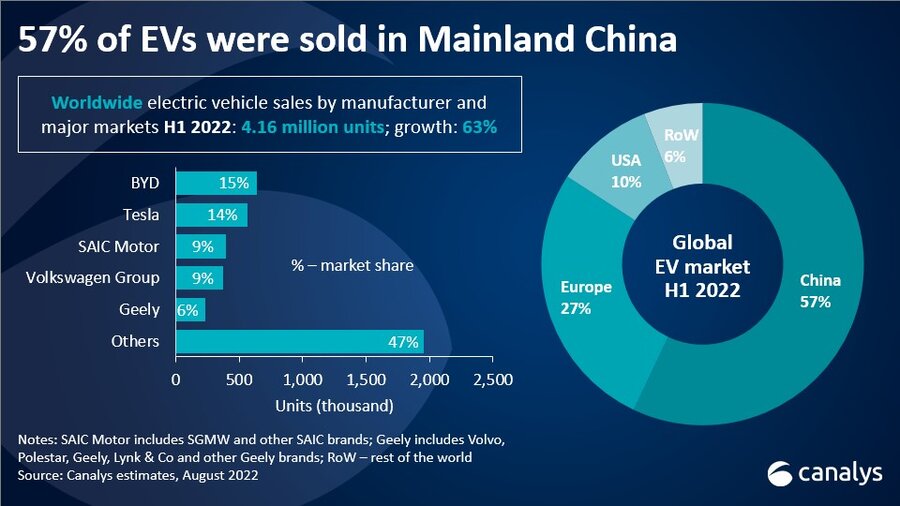 57% of EVs were sold in Mainland China
Worldwide electric vehicle sales by manufacturer and
major markets H1 2022: 4.16 million units; growth: 63%
BYD 15%
Tesla 14%
SAIC Motor 9%
Volkswagen Group 9%
Geely 6%
Others 47%
% – market share
0 500 1,000 1,500 2,000 2,500
Units (thousand)
RoW
6%
USA
10%
Europe
27%
China
57%
Global
EV market
H1 2022
Notes: SAIC Motor includes SGMW and other SAIC brands; Geely includes Volvo,
Polestar, Geely, Lynk & Co and other Geely brands; RoW – rest of the world
Source: Canalys estimates, August 2022
canalys